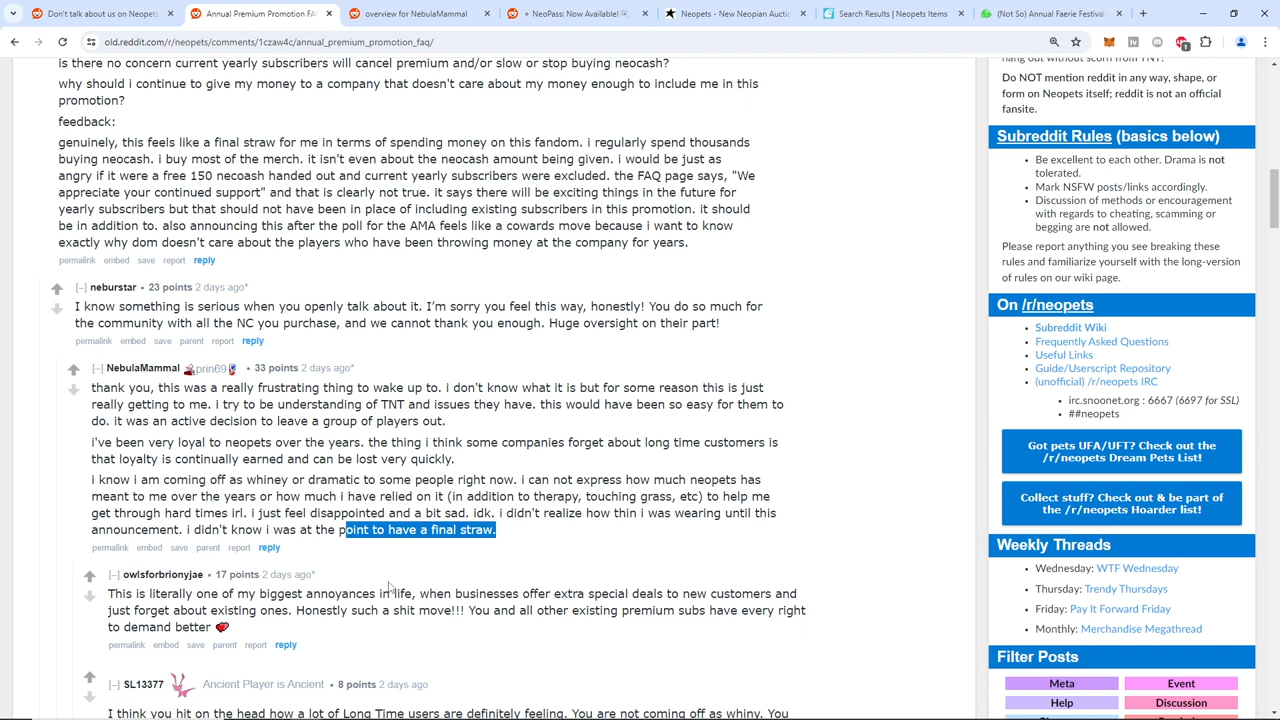 Don't talk about us on Neopets
Annual Premium Promotion FA
overview for NebulaMammal
NeoPass: Now Available!
Neopets - New Neopian Auctio
Search Results | Neopets Items
(Not So) Annual Faerie Festival
old.reddit.com/r/neopets/comments/1czaw4c/annual_premium_promotion_faq/
is there no concern current yearly subscribers will cancel premium and/or slow or stop buying neocash?
why should i continue to give my money to a company that doesn't care about my money enough to include me in this
promotion?
feedback:
genuinely, this feels like a final straw for me in terms of spending money on this fandom. i regularly spend thousands
buying neocash. i buy most of the merch. it isn't even about the neocash amount being given. i would be just as
angry if it were a free 150 necoash handed out and current yearly subscribers were excluded. the FAQ page says, "We
appreciate your continued support" and that is clearly not true. it says there will be exciting things in the future for
yearly subscribers but that should not have been in place of including existing subscribers in this promotion. it should
be in addition to. also announcing this after the poll for the AMA feels like a cowards move because i want to know
exactly why dom doesn't care about the players who have been throwing money at the company for years.
permalink embed save report reply
[–] neburstar • 23 points 2 days ago*
I know something is serious when you openly talk about it. I'm sorry you feel this way, honestly! You do so much for
the community with all the NC you purchase, and we cannot thank you enough. Huge oversight on their part!
permalink embed save parent report reply
[–] NebulaMammal prin69 • 33 points 2 days ago*
thank you, this was a really frustrating thing to wake up to. i don't know what it is but for some reason this is just
really getting to me. i try to be understanding of TNT and issues they have. this would have been so easy for them to
do. it was an active decision to leave a group of players out.
i've been very loyal to neopets over the years. the thing i think some companies forget about long time customers is
that loyalty is continually earned and can be lost very quickly.
i know i am coming off as whiney or dramatic to some people right now. i can not express how much neopets has
meant to me over the years or how much i have relied on it (in addition to therapy, touching grass, etc) to help me
get through hard times irl. i just feel disappointed and a bit sad. idk. i didn't realize how thin i was wearing until this
announcement. i didn't know i was at the point to have a final straw.
permalink embed save parent report reply
[–] owlsforbrionyjae • 17 points 2 days ago*
This is literally one of my biggest annoyances in life, when businesses offer extra special deals to new customers and
just forget about existing ones. Honestly such a shit move!!! You and all other existing premium subs have every right
to demand better
permalink embed save parent report reply
[–] SL13377 Ancient Player is Ancient • 8 points 2 days ago
I think you hit on the head how a lot of Long Time users are definitely feeling. You are not coming off as whiny. You
hang out without scorn from TNT!
Do NOT mention reddit in any way, shape, or
form on Neopets itself; reddit is not an official
fansite.
Subreddit Rules (basics below)
• Be excellent to each other. Drama is not
tolerated.
• Mark NSFW posts/links accordingly.
• Discussion of methods or encouragement
with regards to cheating, scamming or
begging are not allowed.
Please report anything you see breaking these
rules and familiarize yourself with the long-version
of rules on our wiki page.
On /r/neopets
• Subreddit Wiki
• Frequently Asked Questions
• Useful Links
• Guide/Userscript Repository
• (unofficial) /r/neopets IRC
• irc.snoonet.org : 6667 (6697 for SSL)
• ##neopets
Got pets UFA/UFT? Check out the
/r/neopets Dream Pets List!
Collect stuff? Check out & be part of
the /r/neopets Hoarder list!
Weekly Threads
• Wednesday: WTF Wednesday
• Thursday: Trendy Thursdays
• Friday: Pay It Forward Friday
• Monthly: Merchandise Megathread
Filter Posts
Meta Event
Help Discussion